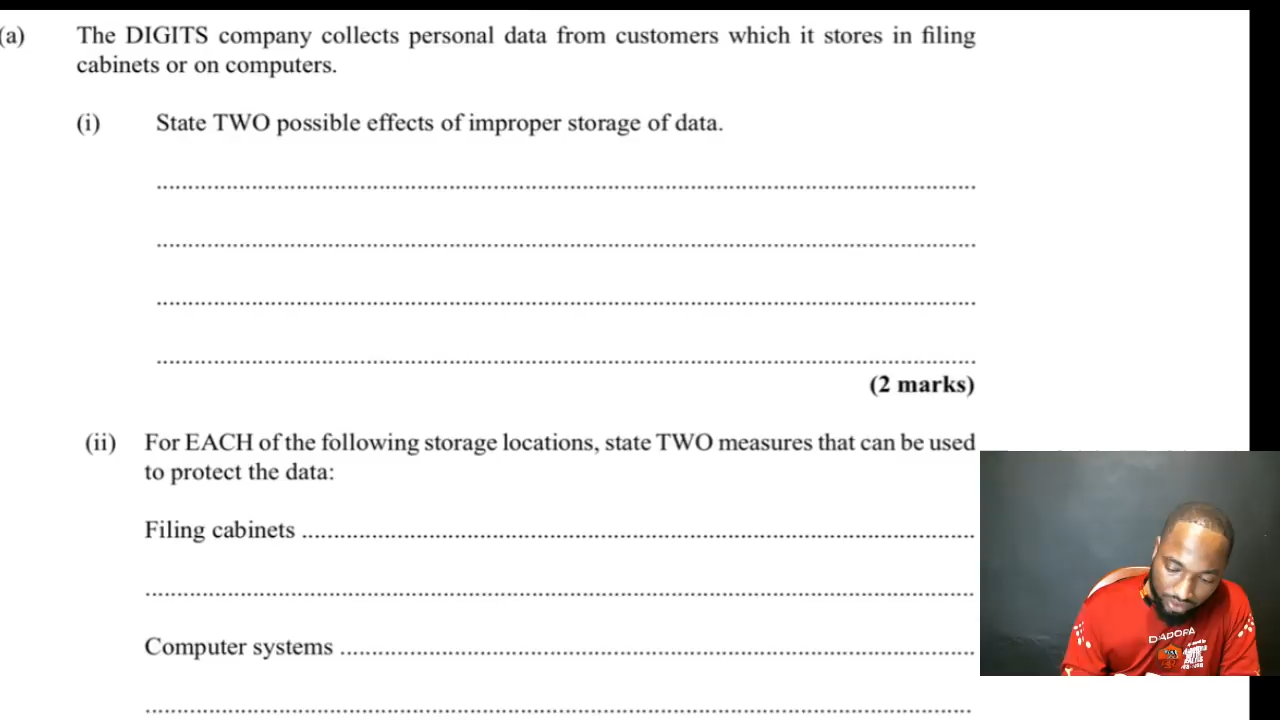 (a) The DIGITS company collects personal data from customers which it stores in filing
cabinets or on computers.
(i) State TWO possible effects of improper storage of data.
(2 marks)
(ii) For EACH of the following storage locations, state TWO measures that can be used
to protect the data:
Filing cabinets
Computer systems
DIADORA